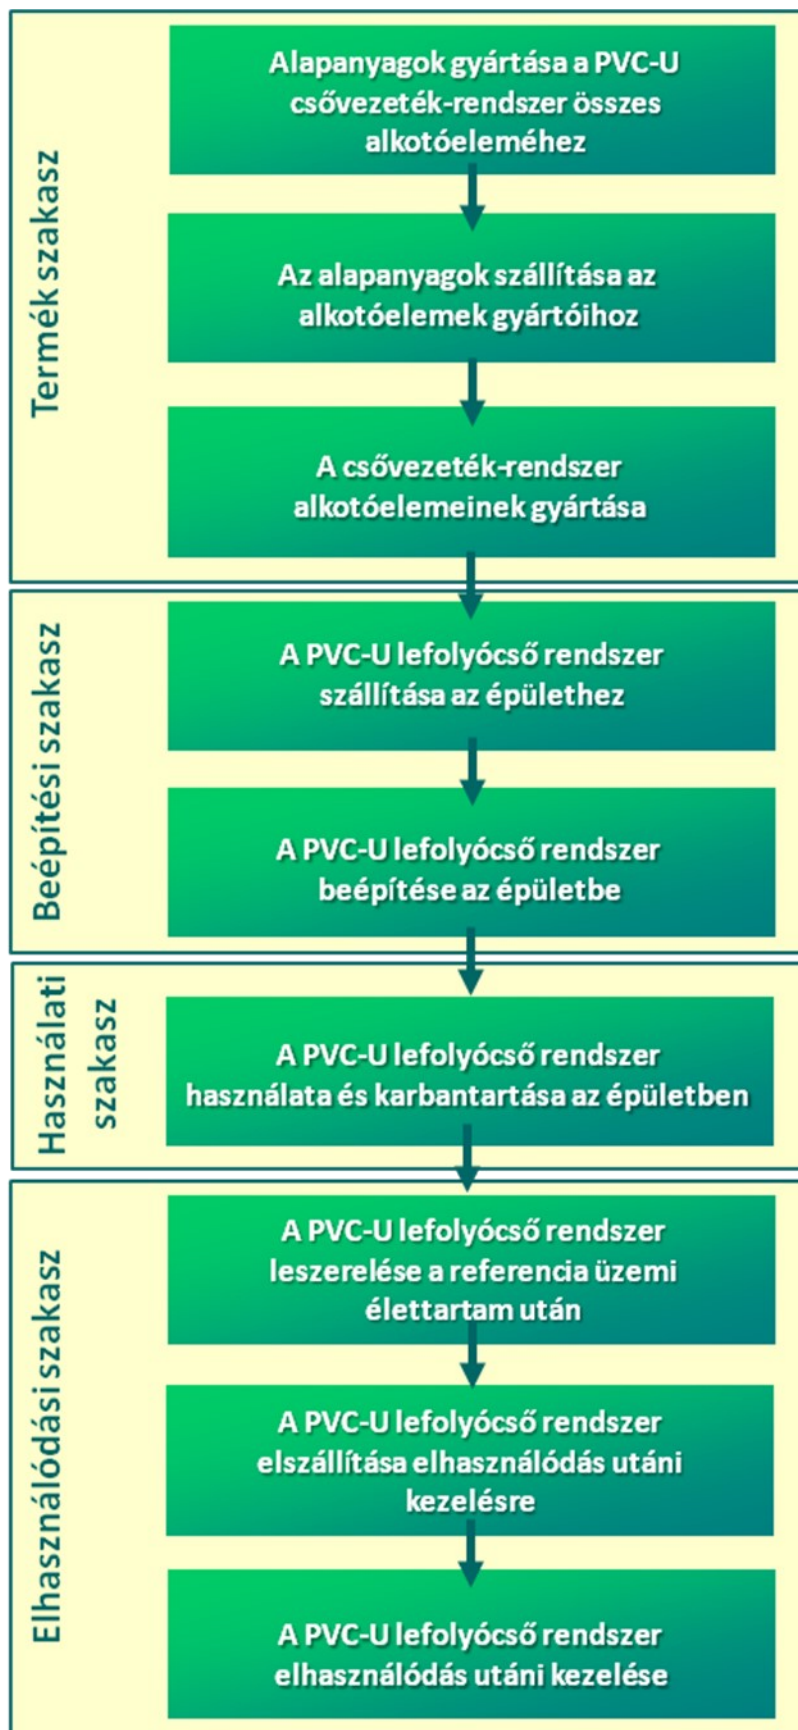 Termék szakasz
Alapanyagok gyártása a PVC-U
csővezeték-rendszer összes
alkotóeleméhez
Az alapanyagok szállítása az
alkotóelemek gyártóihoz
A csővezeték-rendszer
alkotóelemeinek gyártása
Beépítési szakasz
A PVC-U lefolyócső rendszer
szállítása az épülethez
A PVC-U lefolyócső rendszer
beépítése az épületbe
Használati
szakasz
A PVC-U lefolyócső rendszer
használata és karbantartása az épületben
Elhasználódási szakasz
A PVC-U lefolyócső rendszer
leszerelése a referencia üzemi
élettartam után
A PVC-U lefolyócső rendszer
elszállítása elhasználódás utáni
kezelésre
A PVC-U lefolyócső rendszer
elhasználódás utáni kezelése